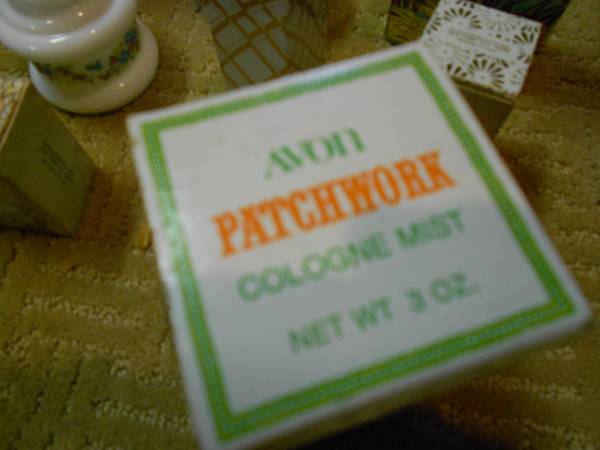 AVON
PATCHWORK
COLOGNE MIST
NET WT 3 OZ.